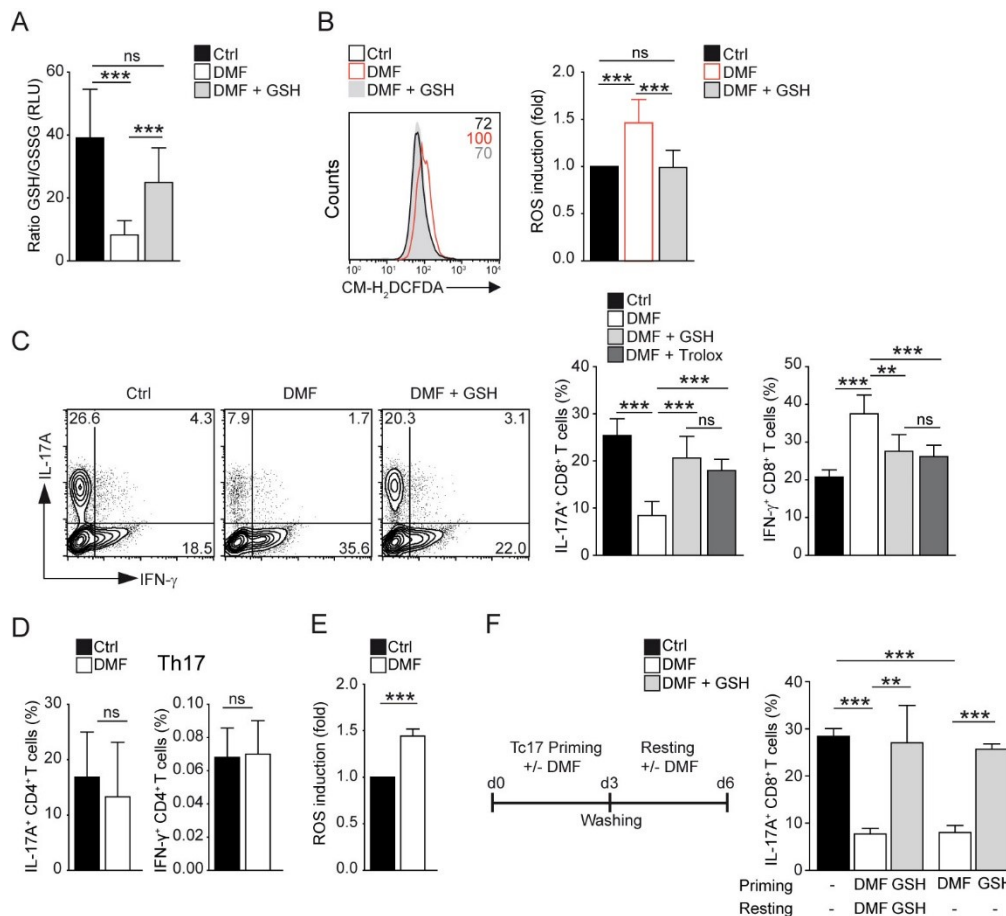 A
Ctrl
DMF
DMF + GSH
ns
***
***
60
40
20
0
Ratio GSH/GSSG (RLU)
B
Ctrl
DMF
DMF + GSH
72
100
70
Counts
10⁰ 10¹ 10² 10³ 10⁴
CM-H₂DCFDA
ns
*** ***
2.0
1.5
1.0
0.5
0.0
ROS induction (fold)
Ctrl
DMF
DMF + GSH
C
Ctrl DMF DMF + GSH
26.6 4.3 7.9 1.7 20.3 3.1
18.5 35.6 22.0
IL-17A
IFN-γ
Ctrl
DMF
DMF + GSH
DMF + Trolox
***
*** ***
ns
40
30
20
10
0
IL-17A⁺ CD8⁺ T cells (%)
***
*** **
ns
50
40
30
20
10
0
IFN-γ⁺ CD8⁺ T cells (%)
D
Ctrl
DMF
Th17
ns
30
20
10
0
IL-17A⁺ CD4⁺ T cells (%)
ns
0.10
0.08
0.06
0.04
0.02
0.00
IFN-γ⁺ CD4⁺ T cells (%)
E
Ctrl
DMF
***
2.0
1.5
1.0
0.5
0.0
ROS induction (fold)
F
Ctrl
DMF
DMF + GSH
Tc17 Priming Resting
+/- DMF +/- DMF
d0 d3 d6
Washing
***
*** ** ***
40
30
20
10
0
IL-17A⁺ CD8⁺ T cells (%)
Priming - DMF GSH DMF GSH
Resting - DMF GSH - -